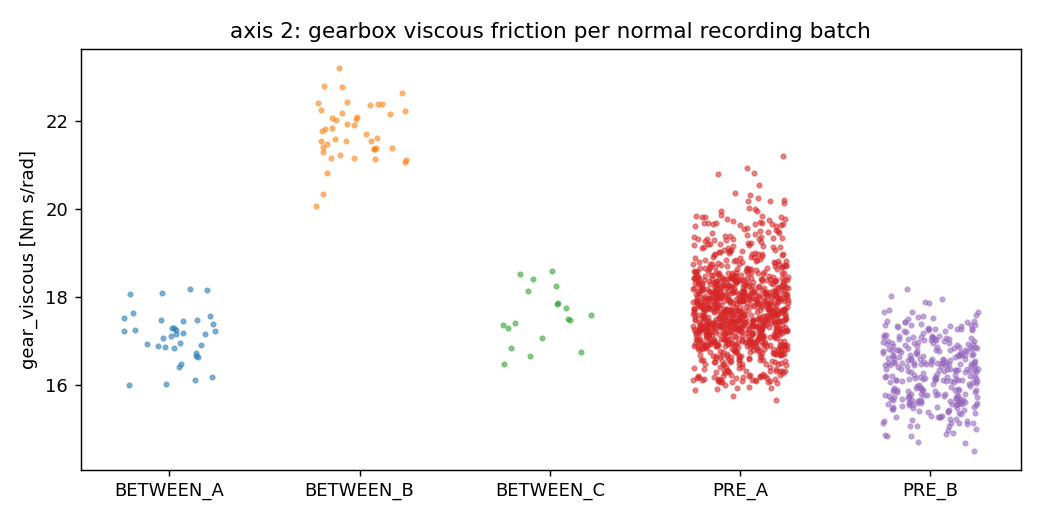 axis 2: gearbox viscous friction per normal recording batch
gear_viscous [Nm s/rad]
22
20
18
16
BETWEEN_A
BETWEEN_B
BETWEEN_C
PRE_A
PRE_B